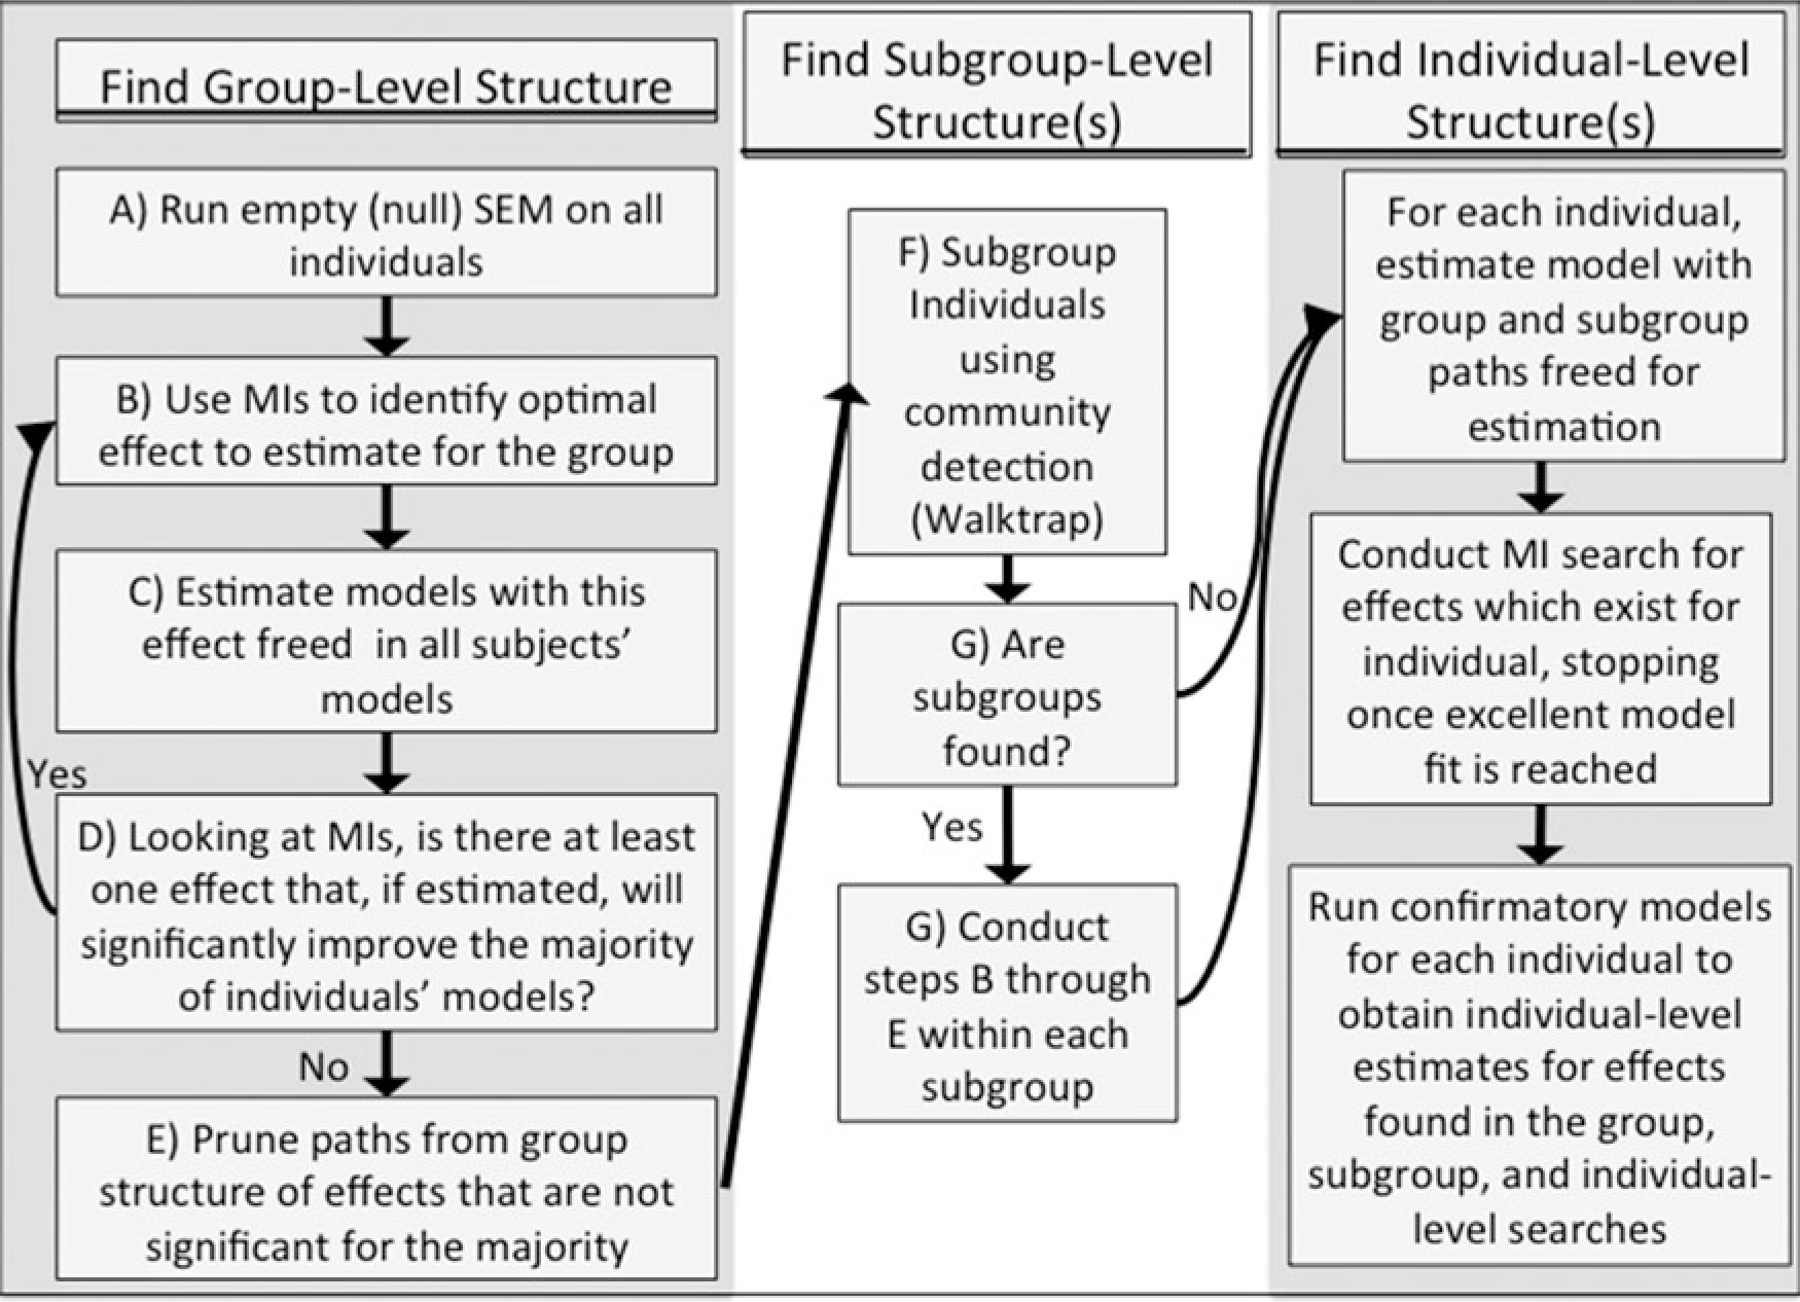 Find Group-Level Structure
A) Run empty (null) SEM on all
individuals
B) Use MIs to identify optimal
effect to estimate for the group
C) Estimate models with this
effect freed  in all subjects’
models
Yes
D) Looking at MIs, is there at least
one effect that, if estimated, will
significantly improve the majority
of individuals’ models?
No
E) Prune paths from group
structure of effects that are not
significant for the majority
Find Subgroup-Level
Structure(s)
F) Subgroup
Individuals
using
community
detection
(Walktrap)
No
G) Are
subgroups
found?
Yes
G) Conduct
steps B through
E within each
subgroup
Find Individual-Level
Structure(s)
For each individual,
estimate model with
group and subgroup
paths freed for
estimation
Conduct MI search for
effects which exist for
individual, stopping
once excellent model
fit is reached
Run confirmatory models
for each individual to
obtain individual-level
estimates for effects
found in the group,
subgroup, and individual-
level searches